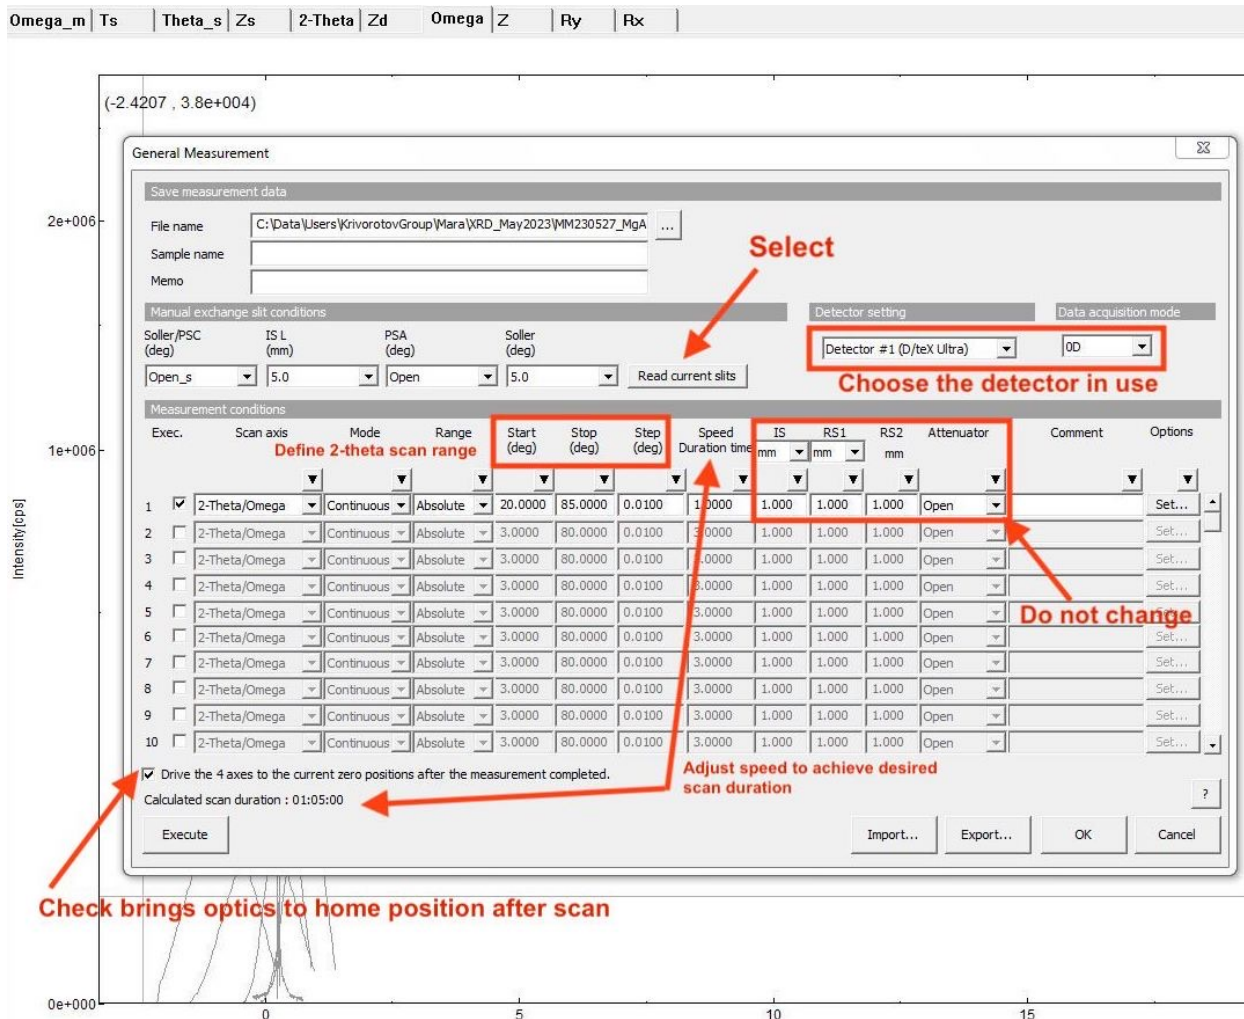 Omega_m Ts Theta_s Zs 2-Theta Zd Omega Z Ry Rx
(-2.4207 , 3.8e+004)
General Measurement
Save measurement data
2e+006
File name C:\Data\Users\KrivorotovGroup\Mara\XRD_May2023\MM230527_MgA ...
Sample name
Select
Memo
Manual exchange slit conditions Detector setting Data acquisition mode
Soller/PSC IS L PSA Soller
(deg) (mm) (deg) (deg)
Detector #1 (D/teX Ultra) 0D
Open_s 5.0 Open 5.0 Read current slits
Choose the detector in use
Measurement conditions
Exec. Scan axis Mode Range Start Stop Step Speed IS RS1 RS2 Attenuator Comment Options
1e+006
Define 2-theta scan range (deg) (deg) (deg) Duration time mm mm mm
1 2-Theta/Omega Continuous Absolute 20.0000 85.0000 0.0100 1.0000 1.000 1.000 1.000 Open Set...
2 2-Theta/Omega Continuous Absolute 3.0000 80.0000 0.0100 3.0000 1.000 1.000 1.000 Open Set...
3 2-Theta/Omega Continuous Absolute 3.0000 80.0000 0.0100 3.0000 1.000 1.000 1.000 Open Set...
4 2-Theta/Omega Continuous Absolute 3.0000 80.0000 0.0100 3.0000 1.000 1.000 1.000 Open Set...
5 2-Theta/Omega Continuous Absolute 3.0000 80.0000 0.0100 3.0000 1.000 1.000 1.000 Open Set...
Do not change
6 2-Theta/Omega Continuous Absolute 3.0000 80.0000 0.0100 3.0000 1.000 1.000 1.000 Open Set...
7 2-Theta/Omega Continuous Absolute 3.0000 80.0000 0.0100 3.0000 1.000 1.000 1.000 Open Set...
8 2-Theta/Omega Continuous Absolute 3.0000 80.0000 0.0100 3.0000 1.000 1.000 1.000 Open Set...
9 2-Theta/Omega Continuous Absolute 3.0000 80.0000 0.0100 3.0000 1.000 1.000 1.000 Open Set...
10 2-Theta/Omega Continuous Absolute 3.0000 80.0000 0.0100 3.0000 1.000 1.000 1.000 Open Set...
Intensity[cps]
Drive the 4 axes to the current zero positions after the measurement completed.
Adjust speed to achieve desired
scan duration
Calculated scan duration : 01:05:00 ?
Execute Import... Export... OK Cancel
Check brings optics to home position after scan
0e+000
0 5 10 15